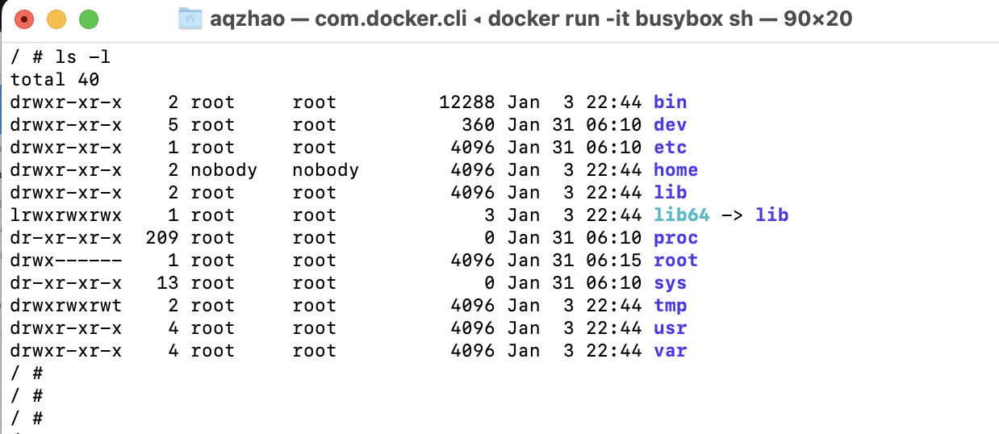 aqzhao — com.docker.cli ◂ docker run -it busybox sh — 90×20
/ # ls -l
total 40
drwxr-xr-x    2 root     root         12288 Jan  3 22:44 bin
drwxr-xr-x    5 root     root           360 Jan 31 06:10 dev
drwxr-xr-x    1 root     root          4096 Jan 31 06:10 etc
drwxr-xr-x    2 nobody   nobody        4096 Jan  3 22:44 home
drwxr-xr-x    2 root     root          4096 Jan  3 22:44 lib
lrwxrwxrwx    1 root     root             3 Jan  3 22:44 lib64 -> lib
dr-xr-xr-x  209 root     root             0 Jan 31 06:10 proc
drwx------    1 root     root          4096 Jan 31 06:15 root
dr-xr-xr-x   13 root     root             0 Jan 31 06:10 sys
drwxrwxrwt    2 root     root          4096 Jan  3 22:44 tmp
drwxr-xr-x    4 root     root          4096 Jan  3 22:44 usr
drwxr-xr-x    4 root     root          4096 Jan  3 22:44 var
/ #
/ #
/ #